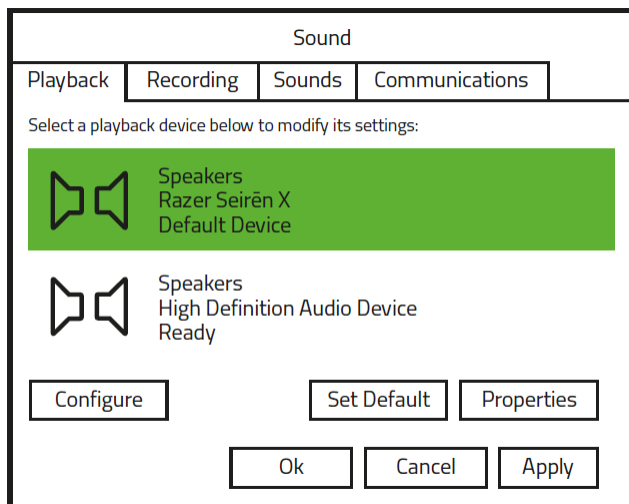 Sound
Playback Recording Sounds Communications
Select a playback device below to modify its settings:
Speakers
Razer Seirēn X
Default Device
Speakers
High Definition Audio Device
Ready
Configure Set Default Properties
Ok Cancel Apply